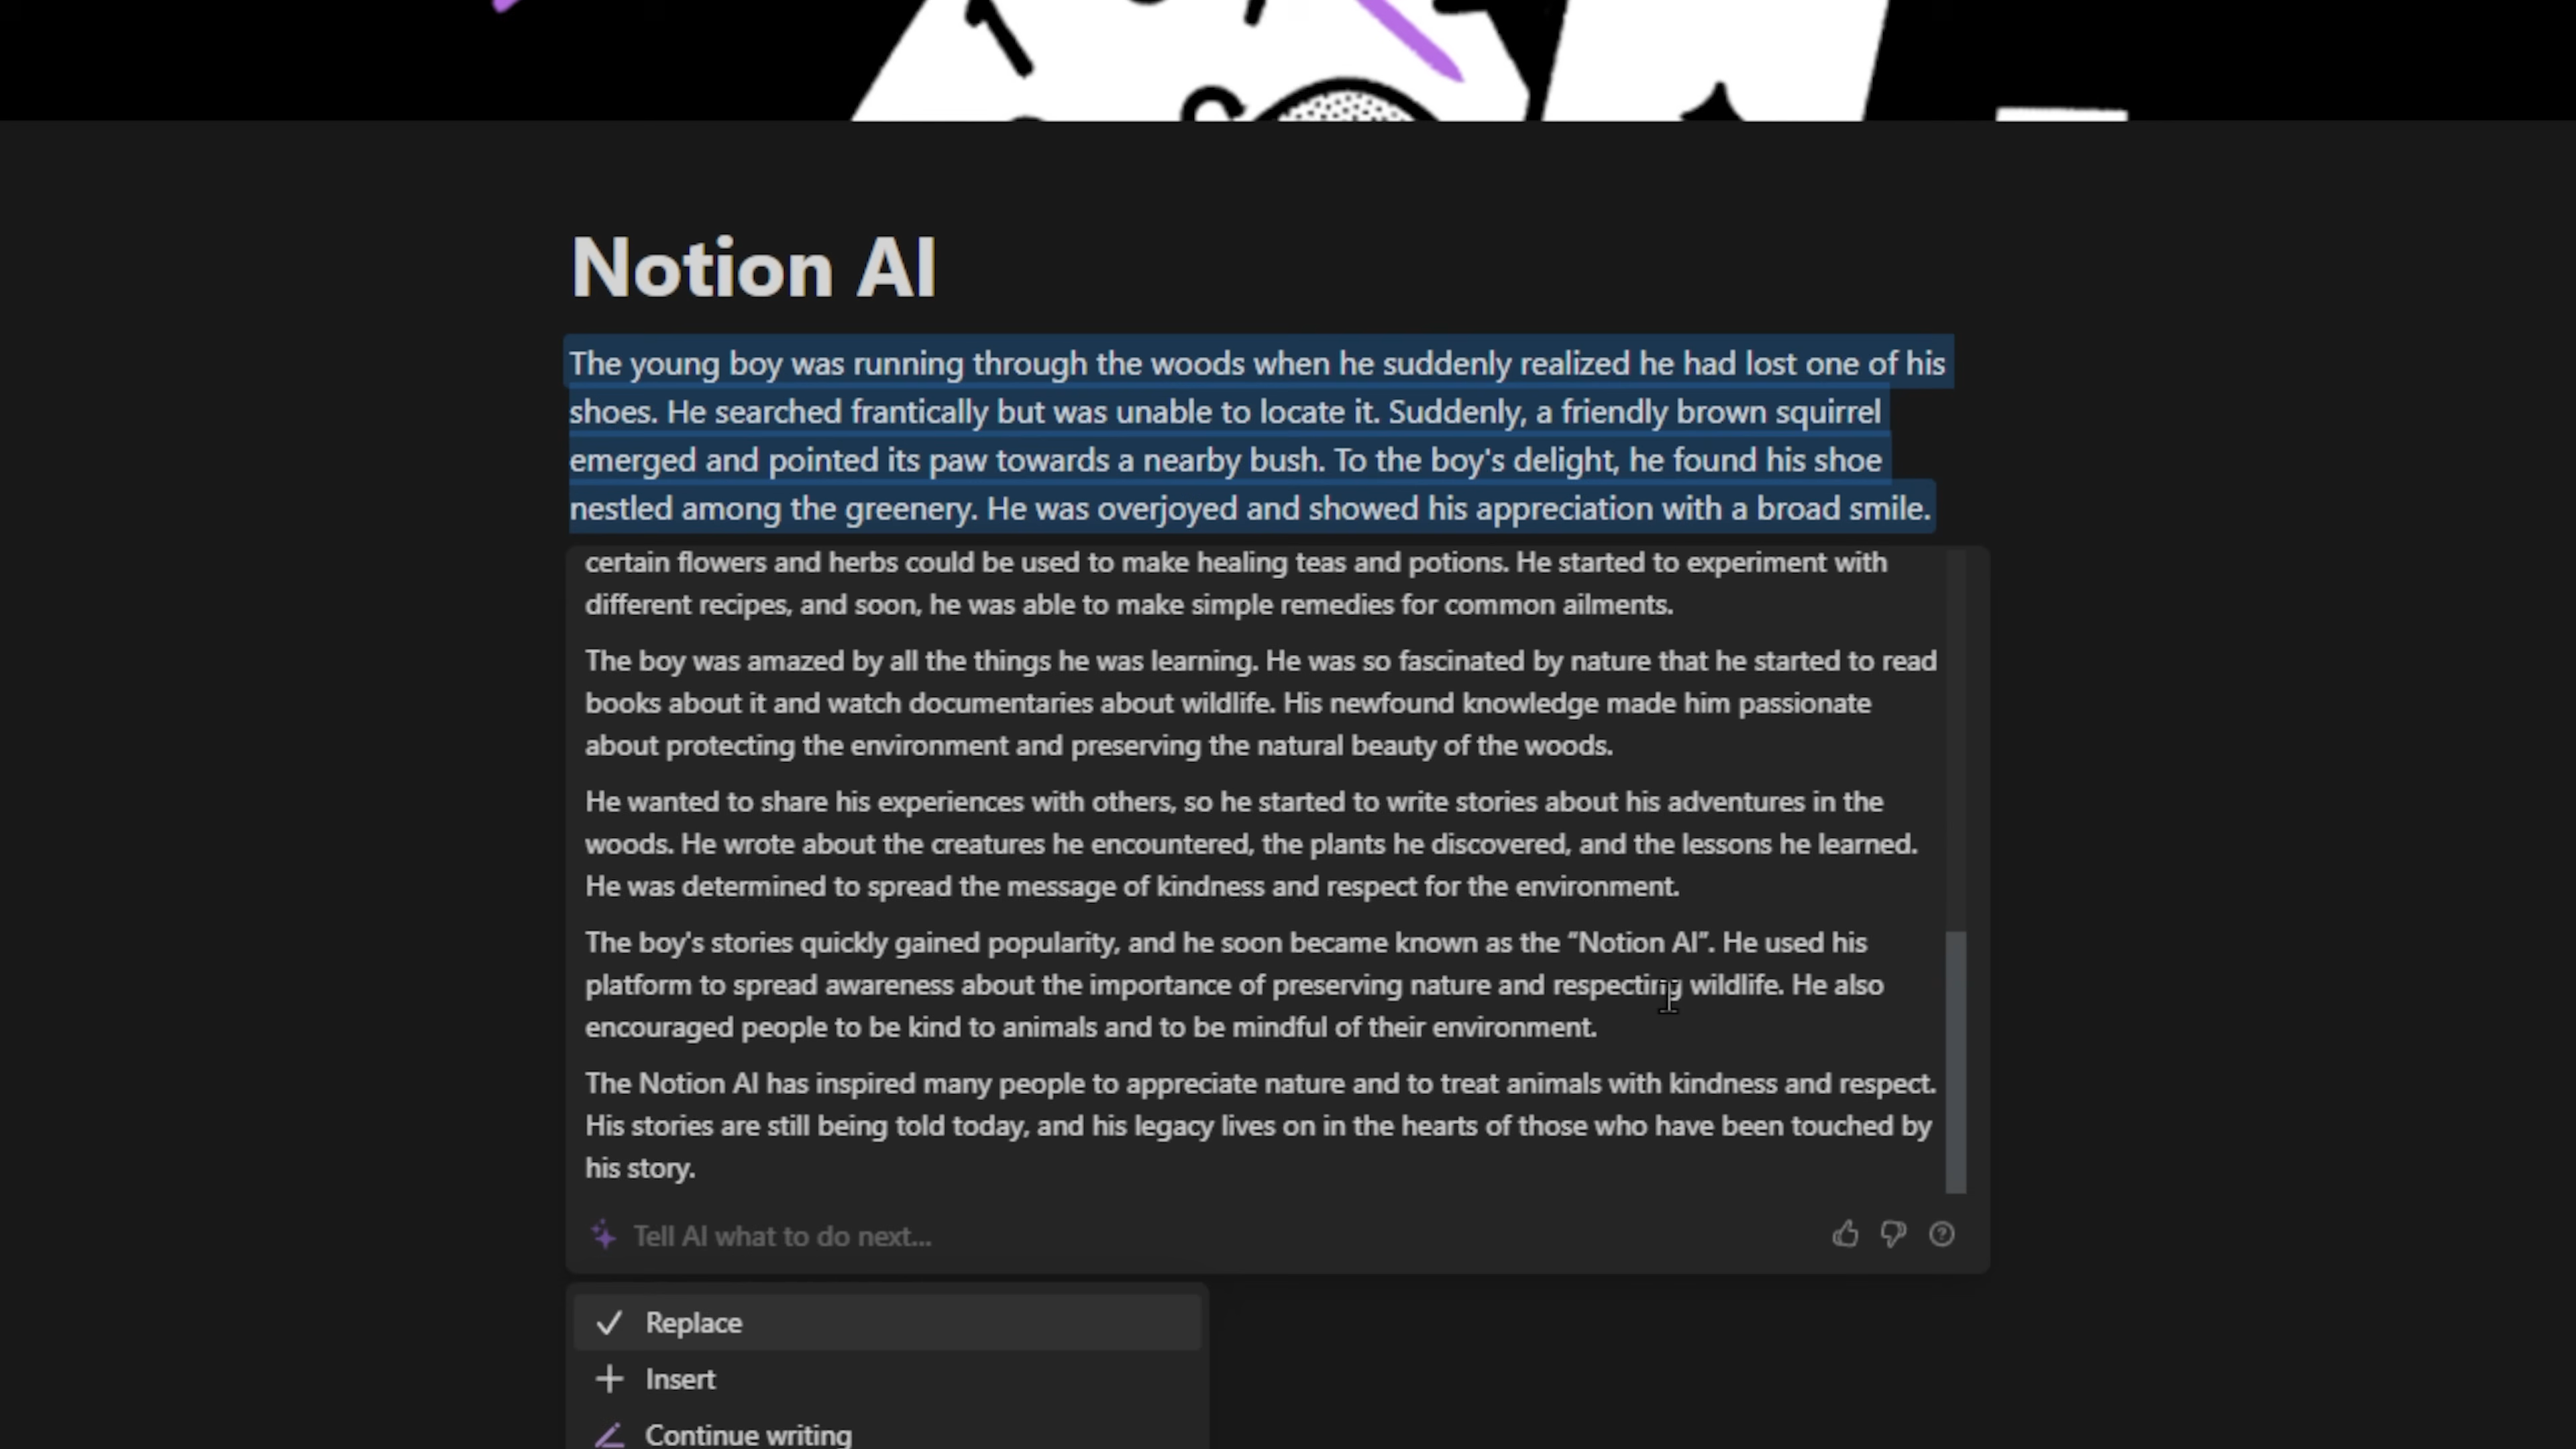 Notion AI
The young boy was running through the woods when he suddenly realized he had lost one of his
shoes. He searched frantically but was unable to locate it. Suddenly, a friendly brown squirrel
emerged and pointed its paw towards a nearby bush. To the boy's delight, he found his shoe
nestled among the greenery. He was overjoyed and showed his appreciation with a broad smile.
certain flowers and herbs could be used to make healing teas and potions. He started to experiment with
different recipes, and soon, he was able to make simple remedies for common ailments.
The boy was amazed by all the things he was learning. He was so fascinated by nature that he started to read
books about it and watch documentaries about wildlife. His newfound knowledge made him passionate
about protecting the environment and preserving the natural beauty of the woods.
He wanted to share his experiences with others, so he started to write stories about his adventures in the
woods. He wrote about the creatures he encountered, the plants he discovered, and the lessons he learned.
He was determined to spread the message of kindness and respect for the environment.
The boy's stories quickly gained popularity, and he soon became known as the “Notion AI”. He used his
platform to spread awareness about the importance of preserving nature and respecting wildlife. He also
encouraged people to be kind to animals and to be mindful of their environment.
The Notion AI has inspired many people to appreciate nature and to treat animals with kindness and respect.
His stories are still being told today, and his legacy lives on in the hearts of those who have been touched by
his story.
Tell AI what to do next...
Replace
Insert
Continue writing